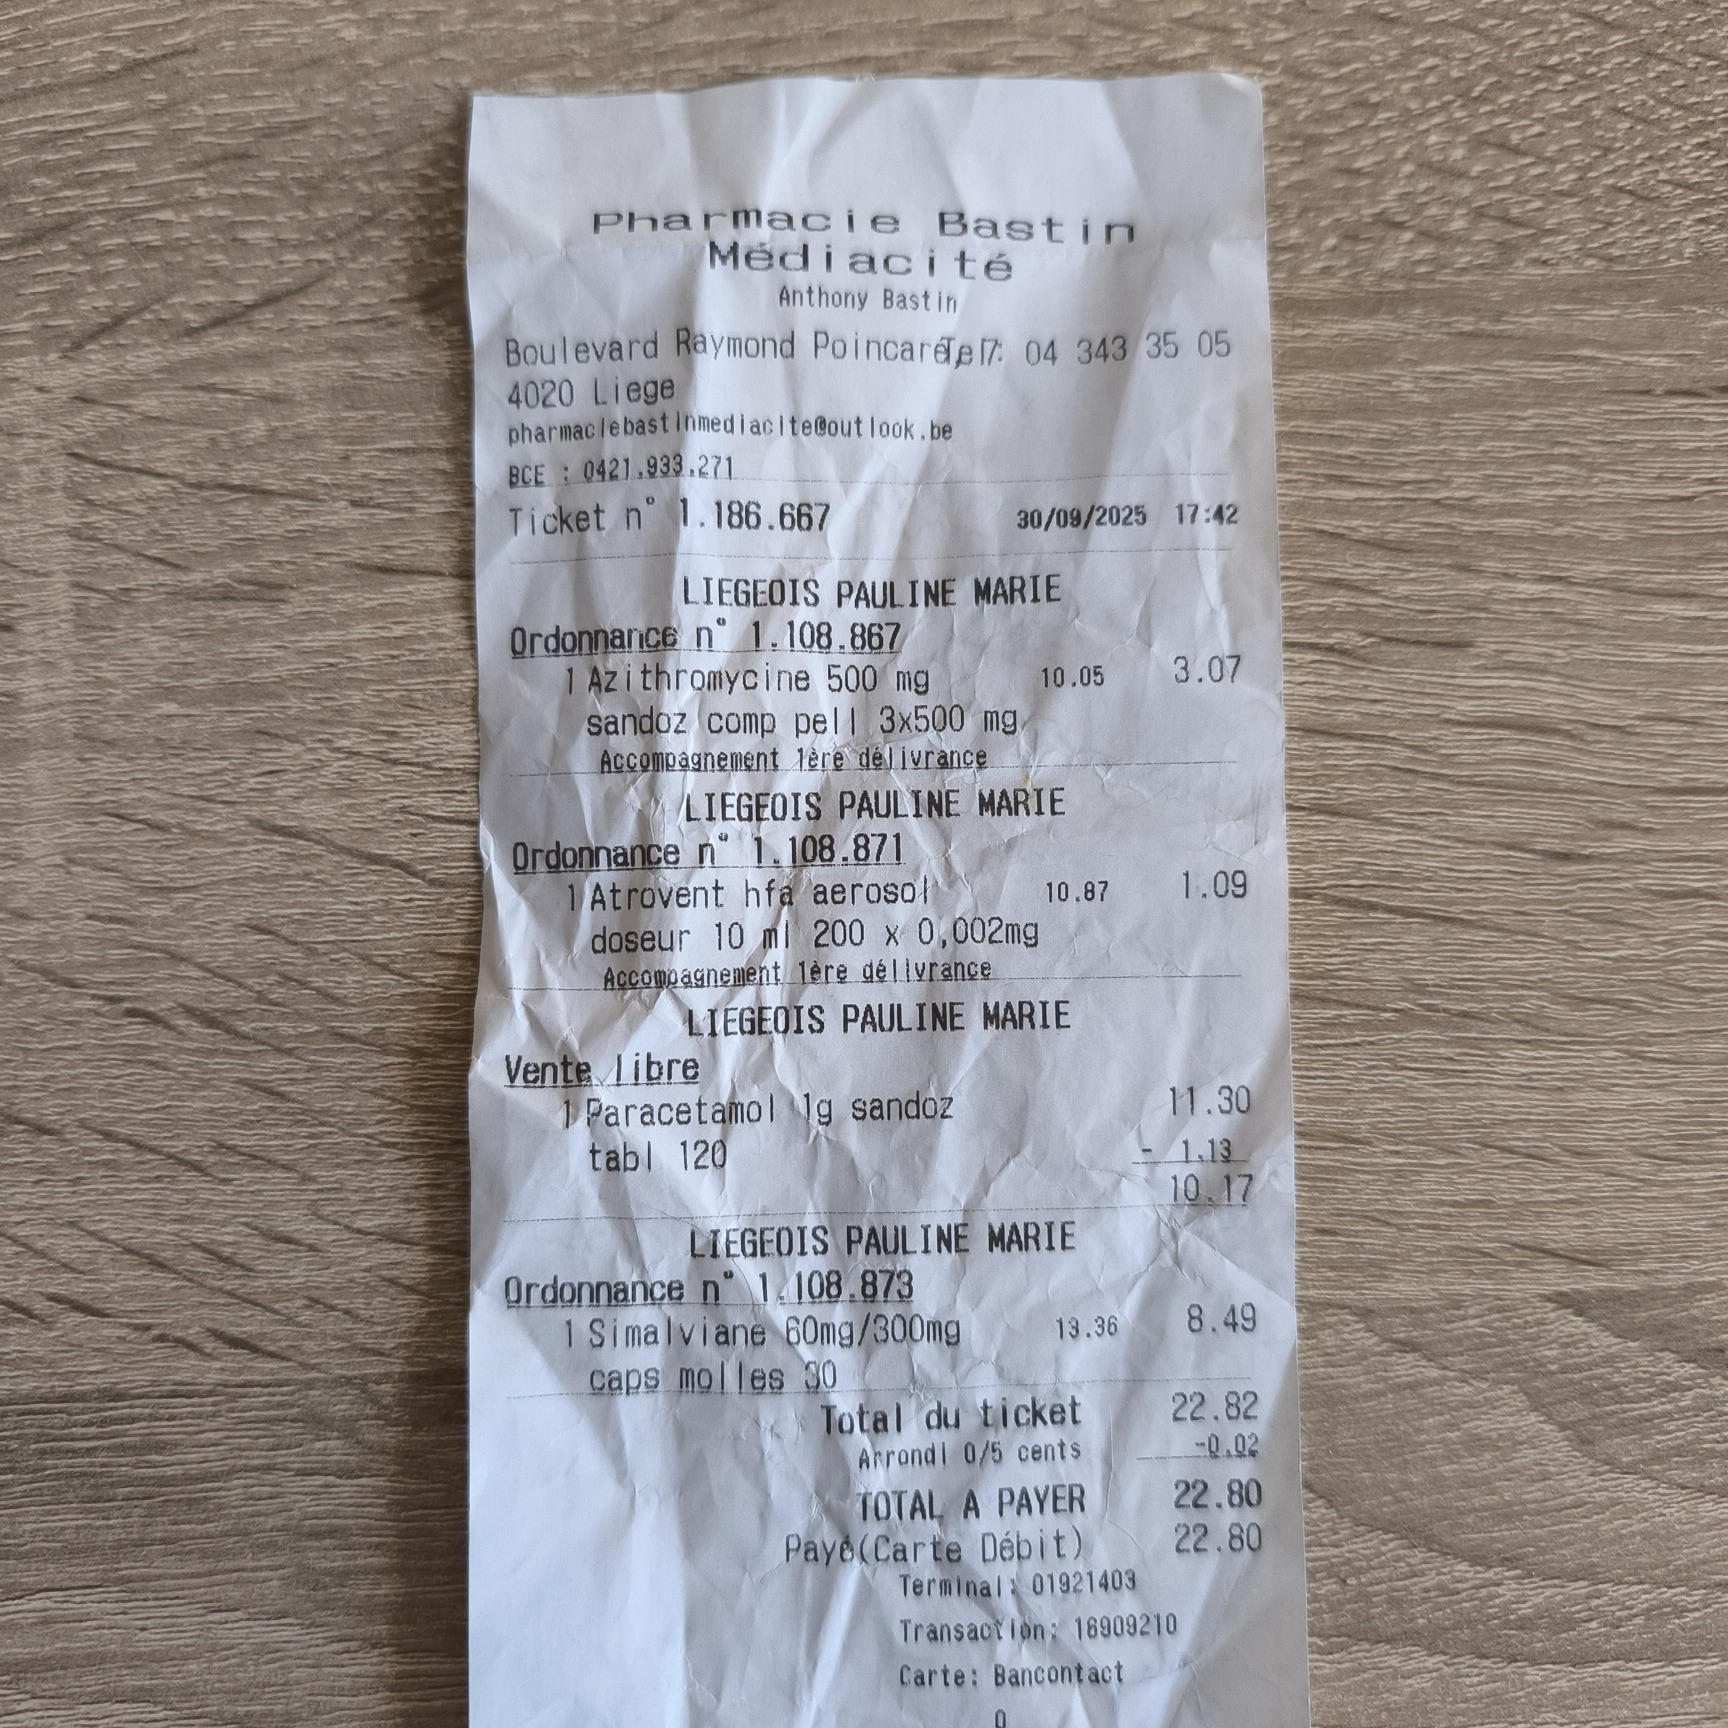 Pharmacie Bastin
Médiacité
Anthony Bastin
Boulevard Raymond Poincaré, 7 Tel : 04 343 35 05
4020 Liege
pharmaciebastinmediacite@outlook.be
BCE : 0421.933.271
Ticket n° 1.186.667 30/09/2025 17:42
LIEGEOIS PAULINE MARIE
Ordonnance n° 1.108.867
1 Azithromycine 500 mg 10.05 3.07
sandoz comp pell 3x500 mg
Accompagnement 1ère délivrance
LIEGEOIS PAULINE MARIE
Ordonnance n° 1.108.871
1 Atrovent hfa aerosol 10.87 1.09
doseur 10 ml 200 x 0,002mg
Accompagnement 1ère délivrance
LIEGEOIS PAULINE MARIE
Vente libre
1 Paracetamol 1g sandoz 11.30
tabl 120 - 1.13
10.17
LIEGEOIS PAULINE MARIE
Ordonnance n° 1.108.873
1 Simalviane 60mg/300mg 13.36 8.49
caps molles 30
Total du ticket 22.82
Arrondi 0/5 cents -0.02
TOTAL A PAYER 22.80
Payé(Carte Débit) 22.80
Terminal: 01921403
Transaction: 16909210
Carte: Bancontact